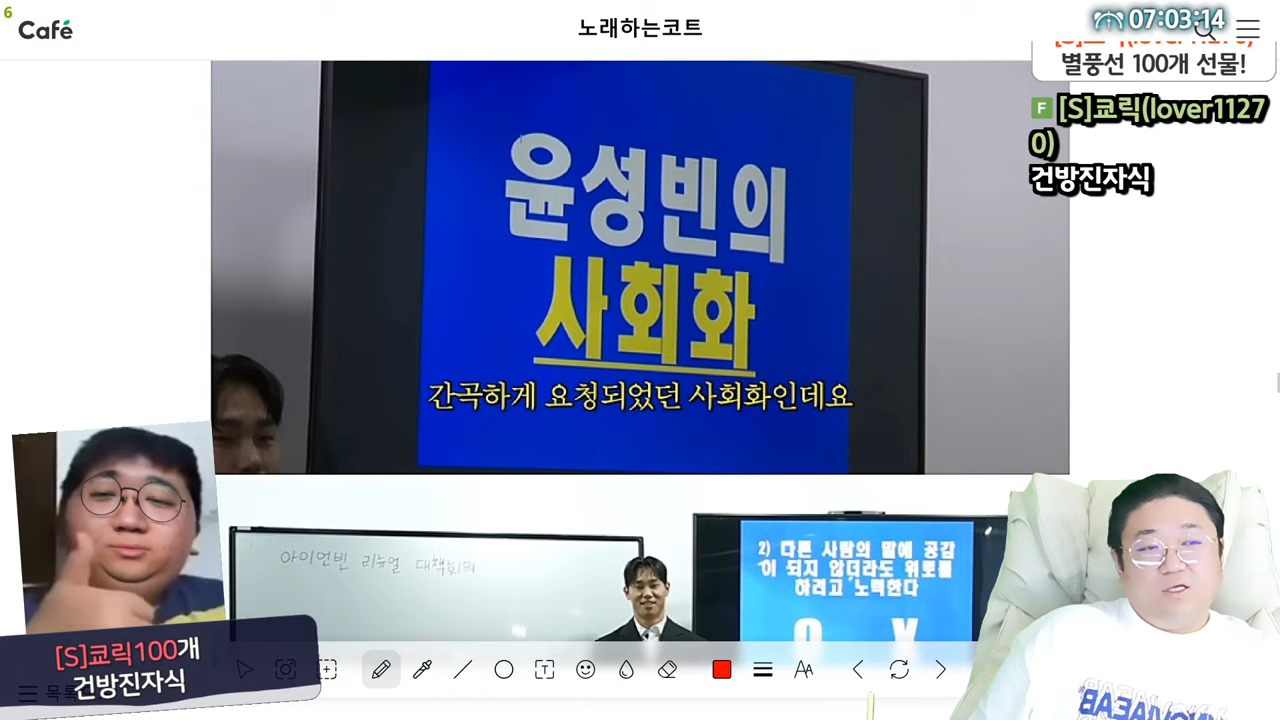 6
Café
노래하는코트
07:03:14
별풍선 100개 선물!
F [S]쿄릭(lover1127
0)
건방진자식
윤성빈의
사회화
간곡하게 요청되었던 사회화인데요
아이언빈 리뉴얼 대책회의
2) 다른 사람의 말에 공감
이 되지 않더라도 위로를
하려고 노력한다
O X
[S]쿄릭100개
건방진자식
목록
T
AA